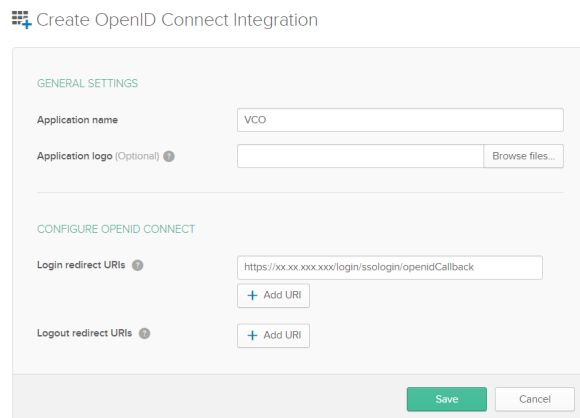 Create OpenID Connect Integration
GENERAL SETTINGS
Application name VCO
Application logo (Optional) ? Browse files...
CONFIGURE OPENID CONNECT
Login redirect URIs ? https://xx.xx.xxx.xxx/login/ssologin/openidCallback
+ Add URI
Logout redirect URIs ? + Add URI
Save Cancel